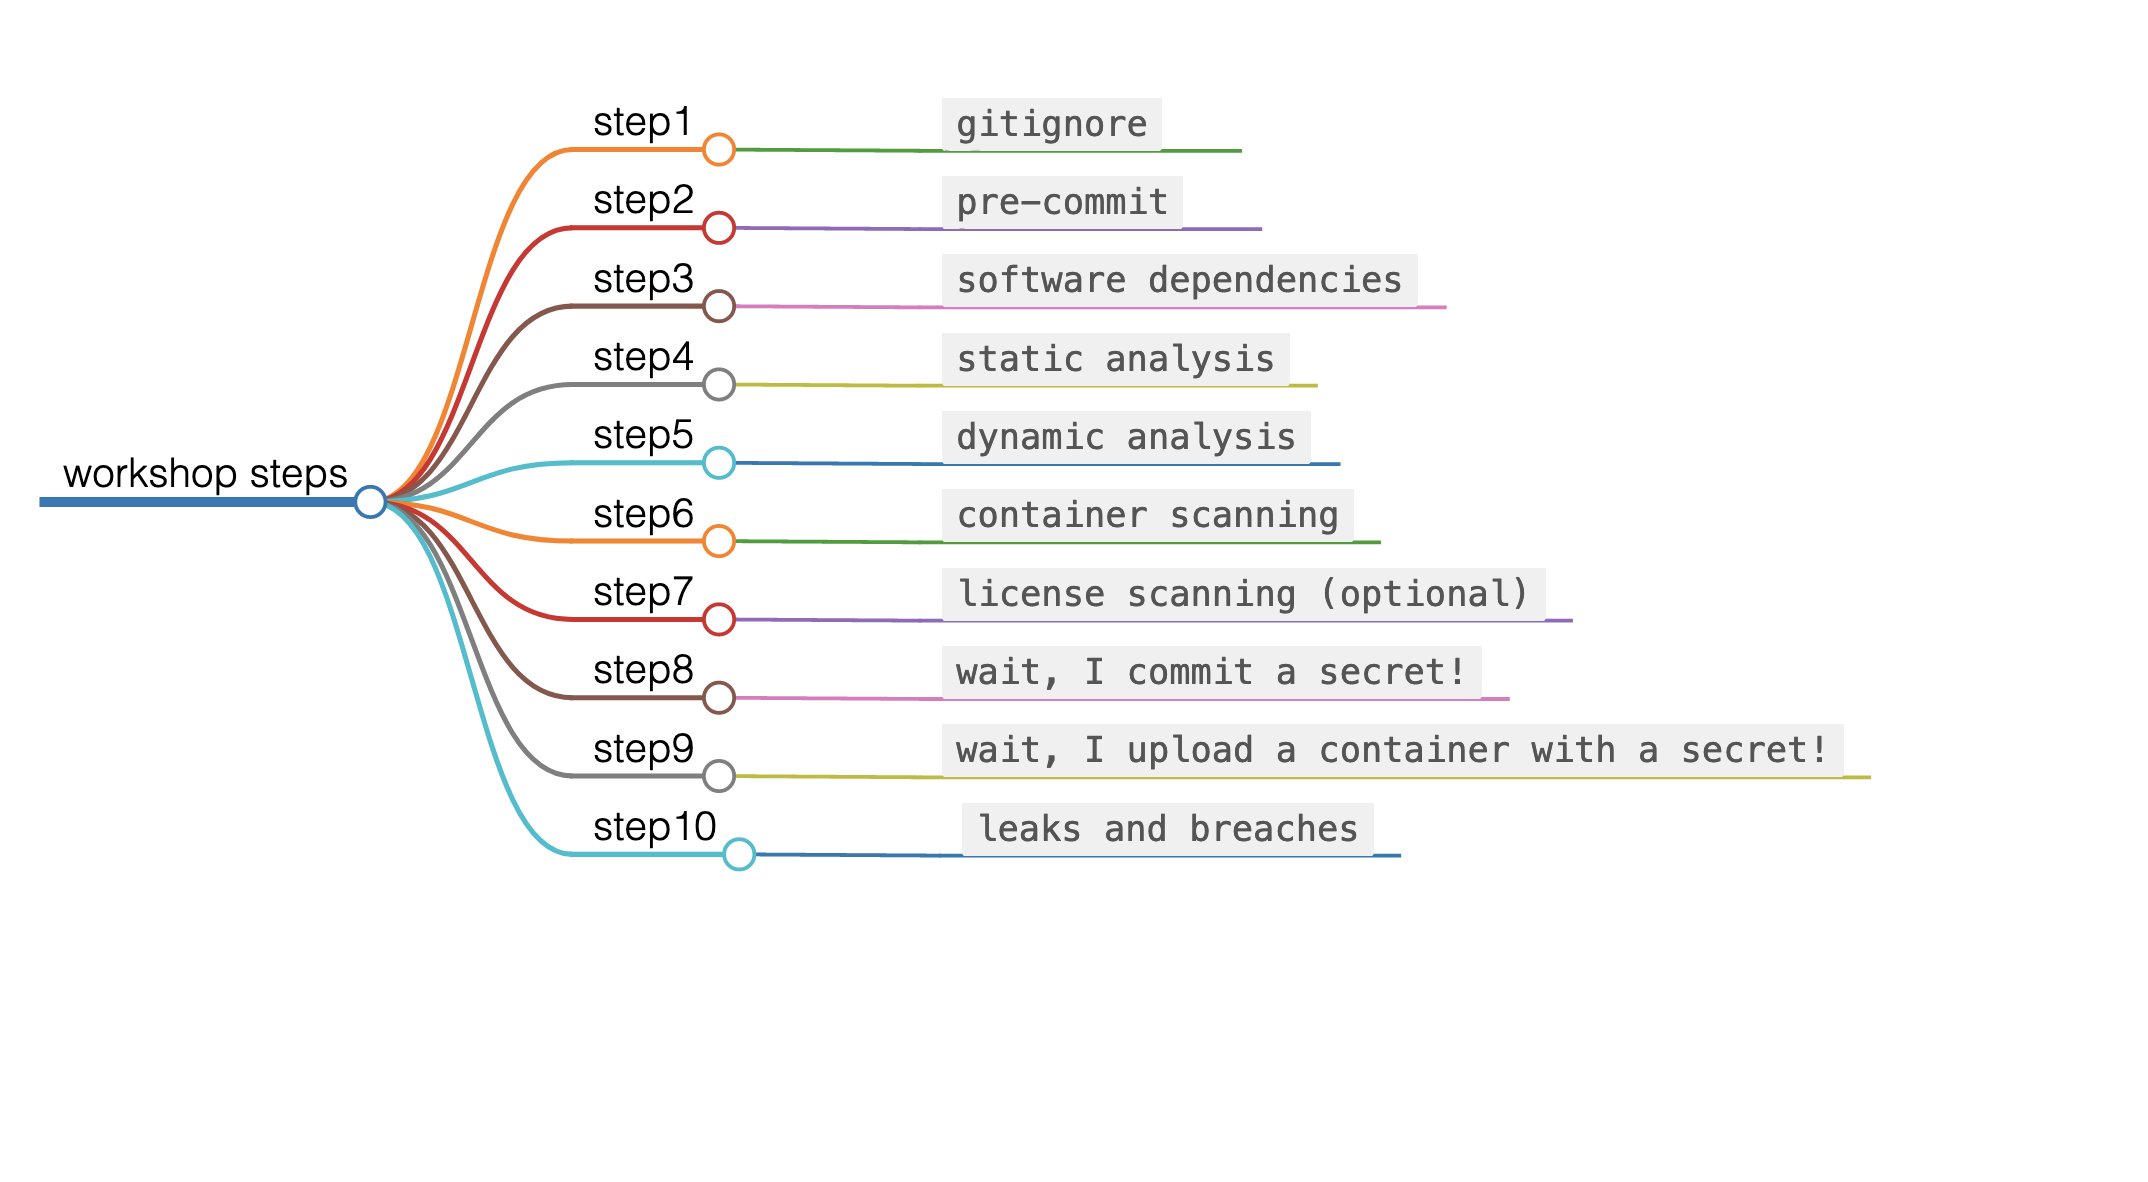 workshop steps
step1 gitignore
step2 pre-commit
step3 software dependencies
step4 static analysis
step5 dynamic analysis
step6 container scanning
step7 license scanning (optional)
step8 wait, I commit a secret!
step9 wait, I upload a container with a secret!
step10 leaks and breaches